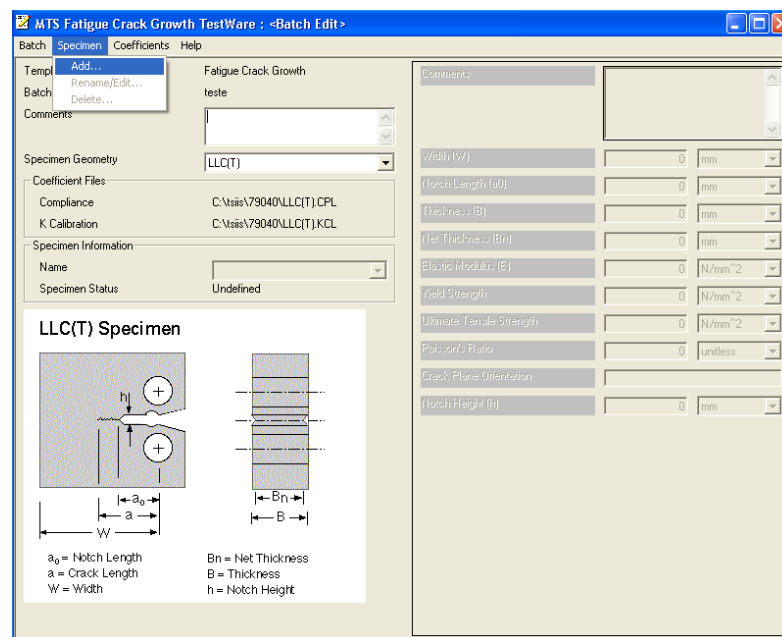 MTS Fatigue Crack Growth TestWare : <Batch Edit>
Batch Specimen Coefficients Help
Add...
Rename/Edit...
Delete...
Templ Fatigue Crack Growth
Batch teste
Comments
Specimen Geometry LLC(T)
Coefficient Files
Compliance C:\tsiis\79040\LLC(T).CPL
K Calibration C:\tsiis\79040\LLC(T).KCL
Specimen Information
Name
Specimen Status Undefined
LLC(T) Specimen
h
a0
a
W
Bn
B
a0 = Notch Length
a = Crack Length
W = Width
Bn = Net Thickness
B = Thickness
h = Notch Height
Comments
Width (W) 0 mm
Notch Length (a0) 0 mm
Thickness (B) 0 mm
Net Thickness (Bn) 0 mm
Elastic Modulus (E) 0 N/mm^2
Yield Strength 0 N/mm^2
Ultimate Tensile Strength 0 N/mm^2
Poisson's Ratio 0 unitless
Crack Plane Orientation
Notch Height (h) 0 mm